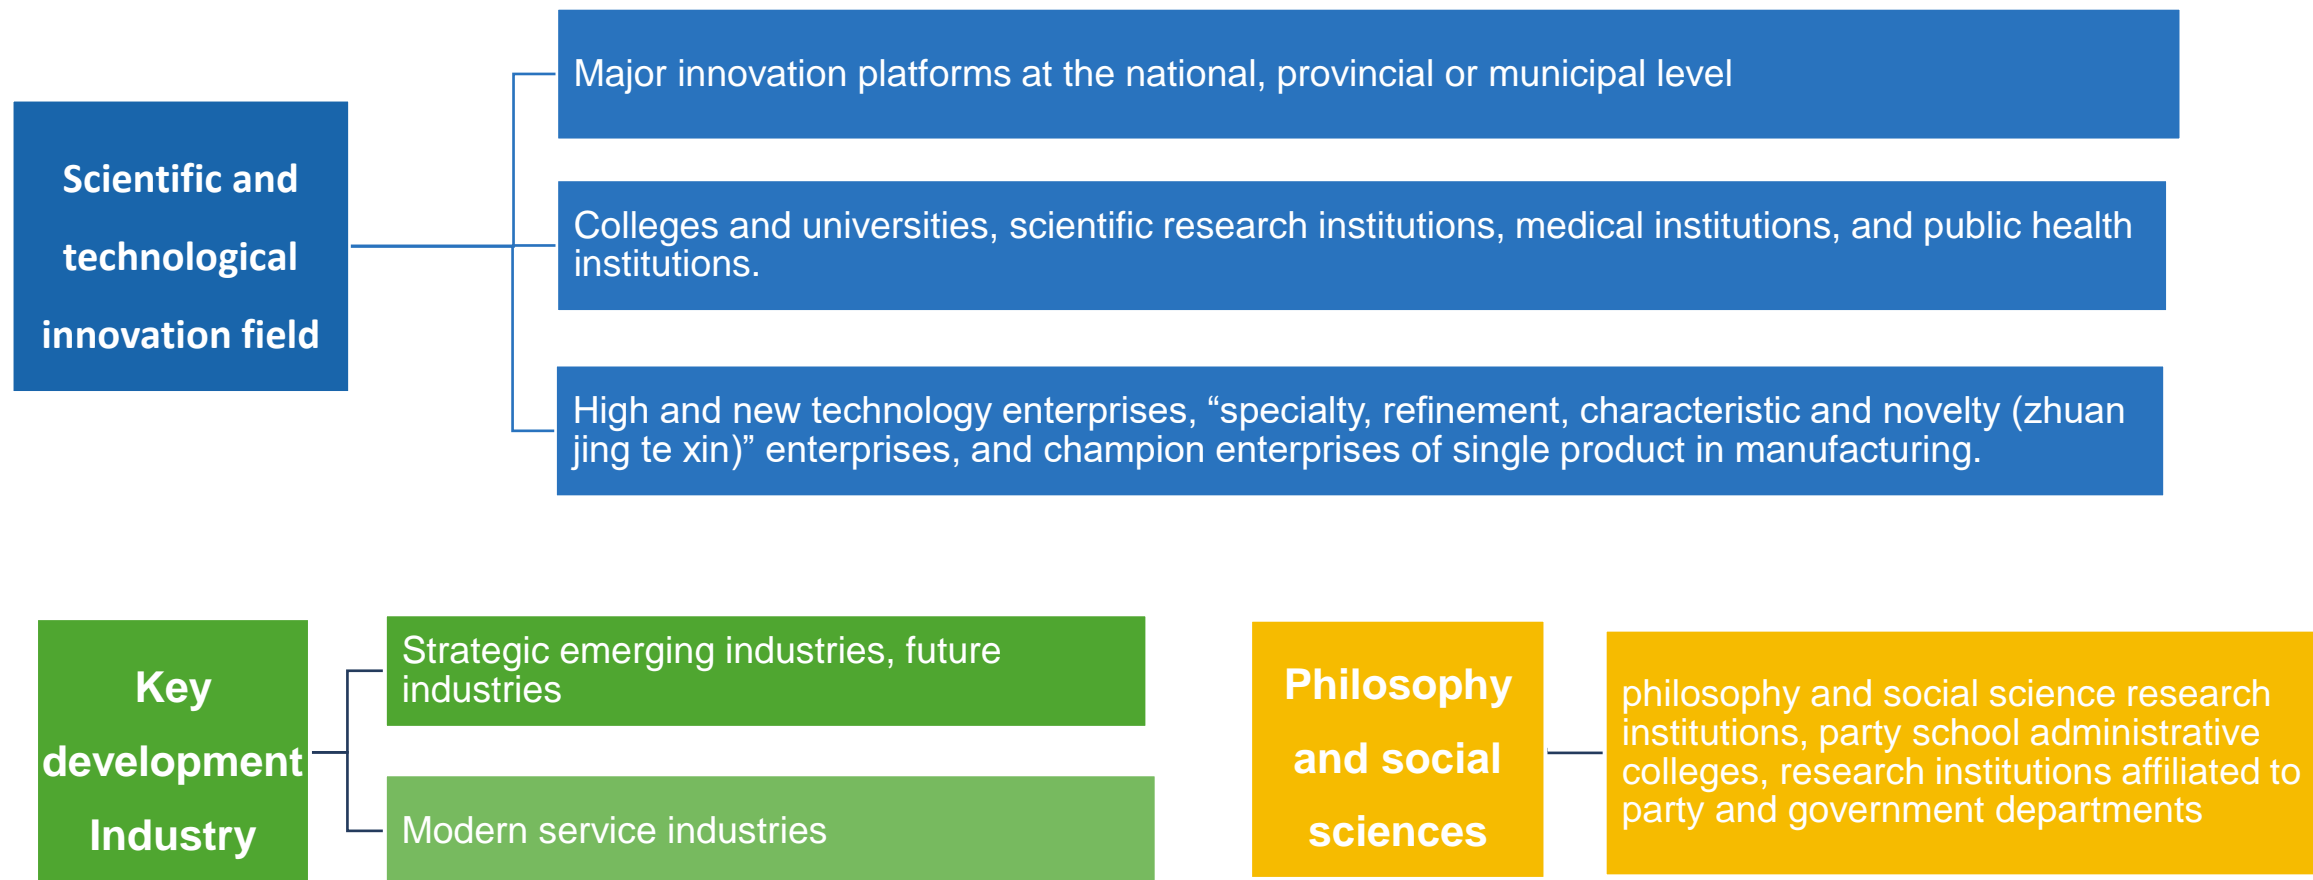 Major innovation platforms at the national, provincial or municipal level
Scientific and
technological
innovation field
Colleges and universities, scientific research institutions, medical institutions, and public health
institutions.
High and new technology enterprises, “specialty, refinement, characteristic and novelty (zhuan
jing te xin)” enterprises, and champion enterprises of single product in manufacturing.
Key
development
Industry
Strategic emerging industries, future
industries
Modern service industries
Philosophy
and social
sciences
philosophy and social science research
institutions, party school administrative
colleges, research institutions affiliated to
party and government departments